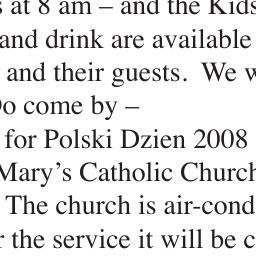 s at 8 am – and the Kids
and drink are available
and their guests. We w
Do come by –
for Polski Dzien 2008
Mary’s Catholic Church
The church is air-cond
r the service it will be c